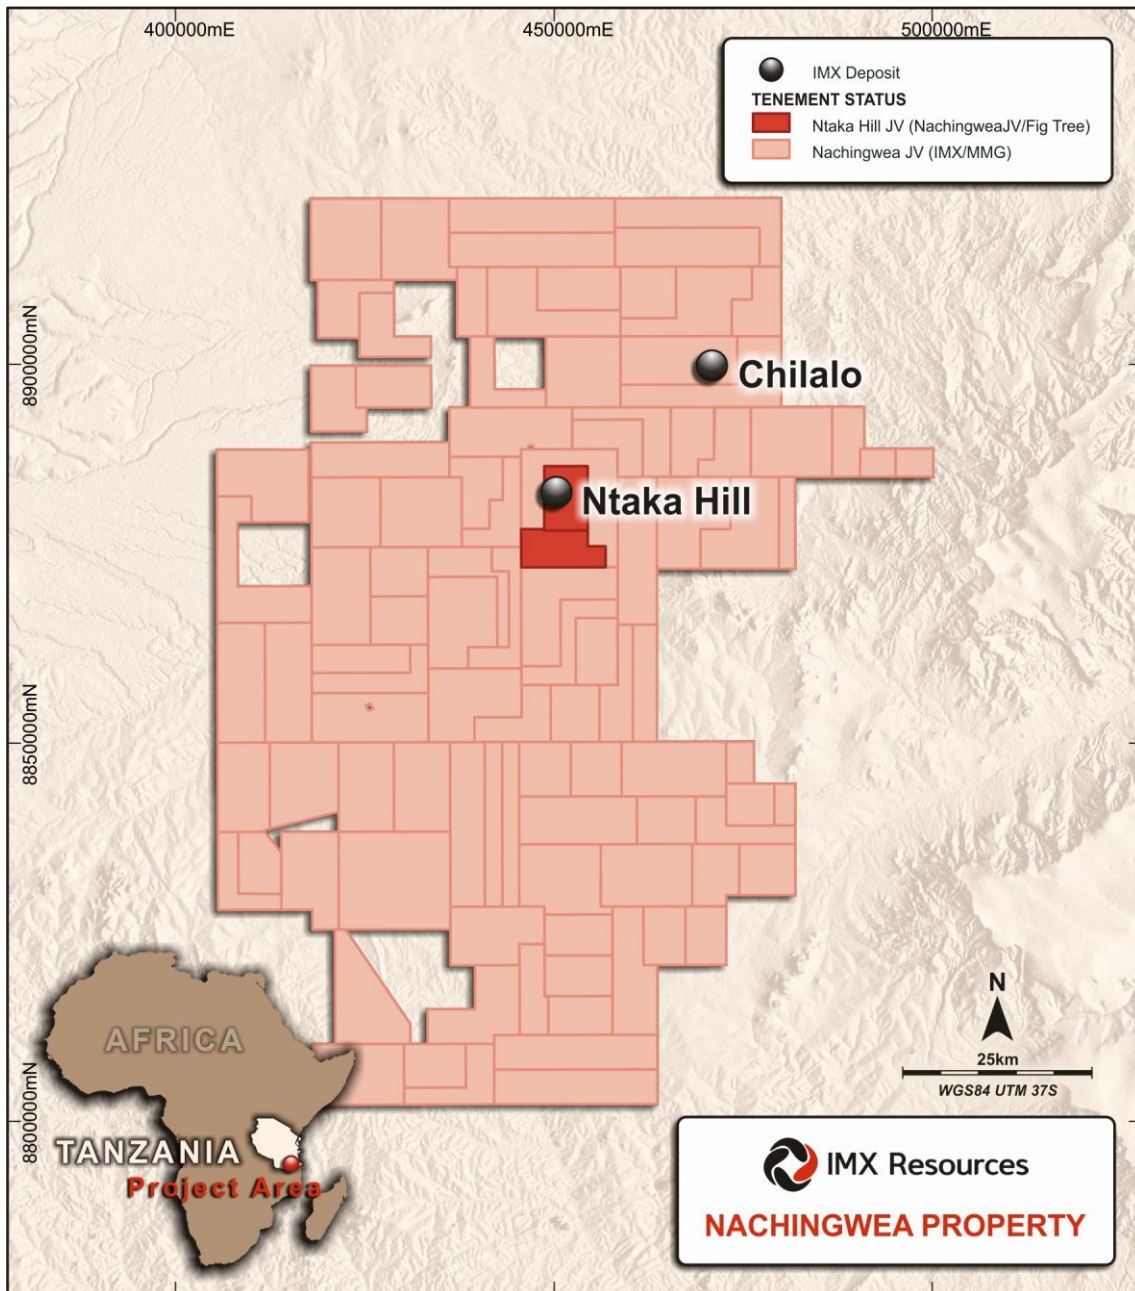 400000mE
450000mE
500000mE
IMX Deposit
TENEMENT STATUS
Ntaka Hill JV (NachingweaJV/Fig Tree)
Nachingwea JV (IMX/MMG)
8900000mN
Chilalo
Ntaka Hill
8850000mN
AFRICA
N
25km
WGS84 UTM 37S
8800000mN
TANZANIA
Project Area
IMX Resources
NACHINGWEA PROPERTY